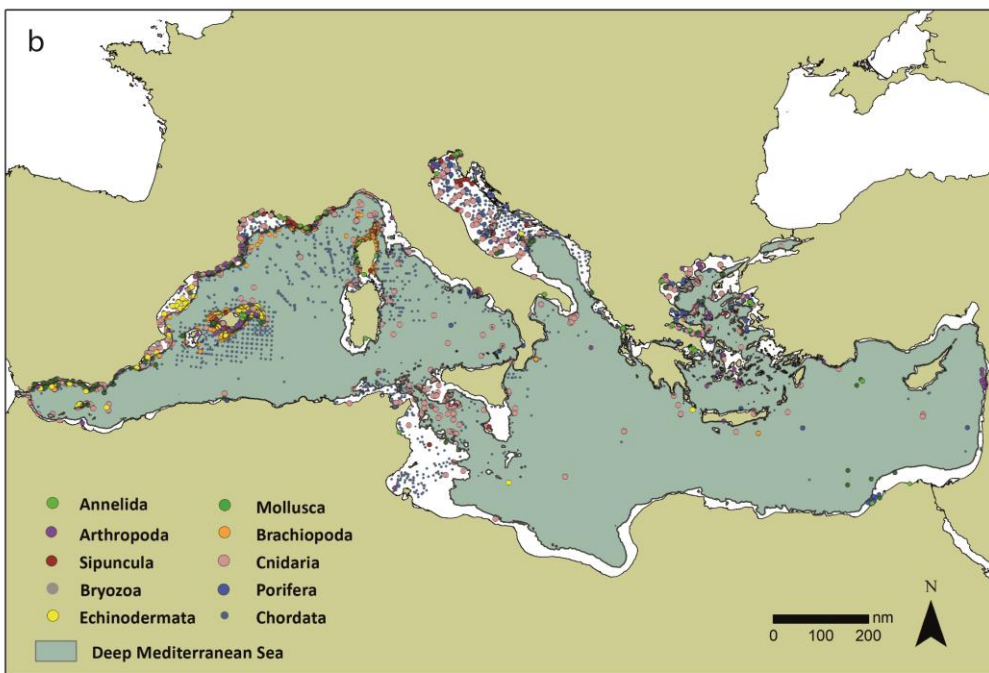 b
Annelida
Arthropoda
Sipuncula
Bryozoa
Echinodermata
Mollusca
Brachiopoda
Cnidaria
Porifera
Chordata
Deep Mediterranean Sea
N
nm
0 100 200